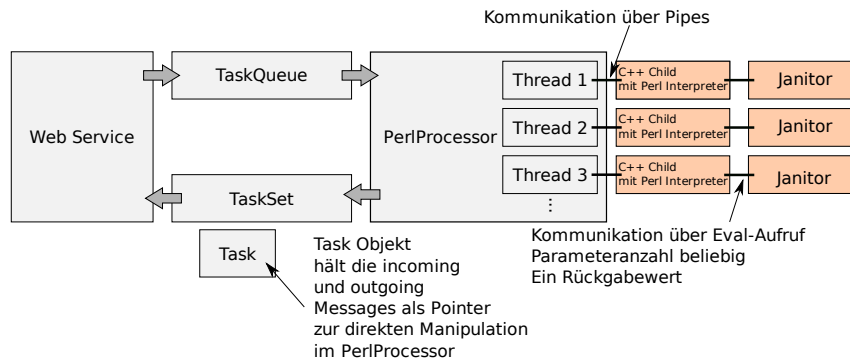 Kommunikation über Pipes
Web Service
TaskQueue
PerlProcessor
Thread 1
C++ Child
mit Perl Interpreter
Janitor
Thread 2
C++ Child
mit Perl Interpreter
Janitor
Thread 3
C++ Child
mit Perl Interpreter
Janitor
...
TaskSet
Task
Task Objekt
hält die incoming
und outgoing
Messages als Pointer
zur direkten Manipulation
im PerlProcessor
Kommunikation über Eval-Aufruf
Parameteranzahl beliebig
Ein Rückgabewert